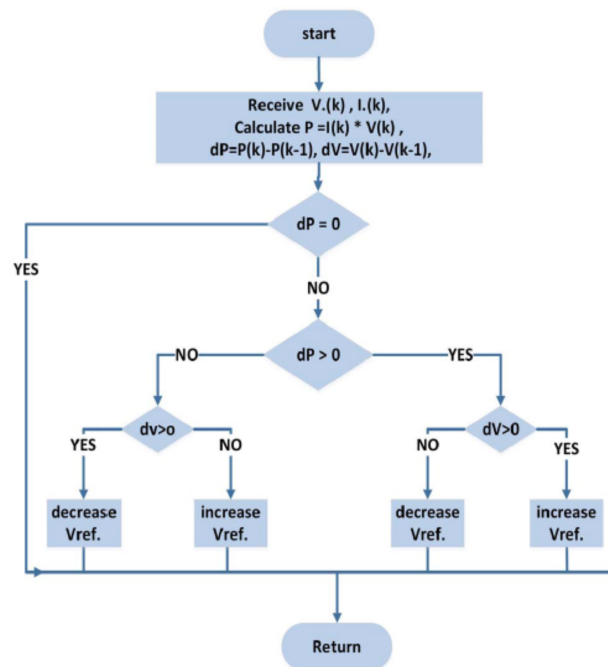 start
Receive V.(k) , I.(k),
Calculate P =I(k) * V(k) ,
dP=P(k)-P(k-1), dV=V(k)-V(k-1),
dP = 0
YES
NO
dP > 0
NO
YES
dv>o
dV>0
YES
NO
NO
YES
decrease
Vref.
increase
Vref.
decrease
Vref.
increase
Vref.
Return